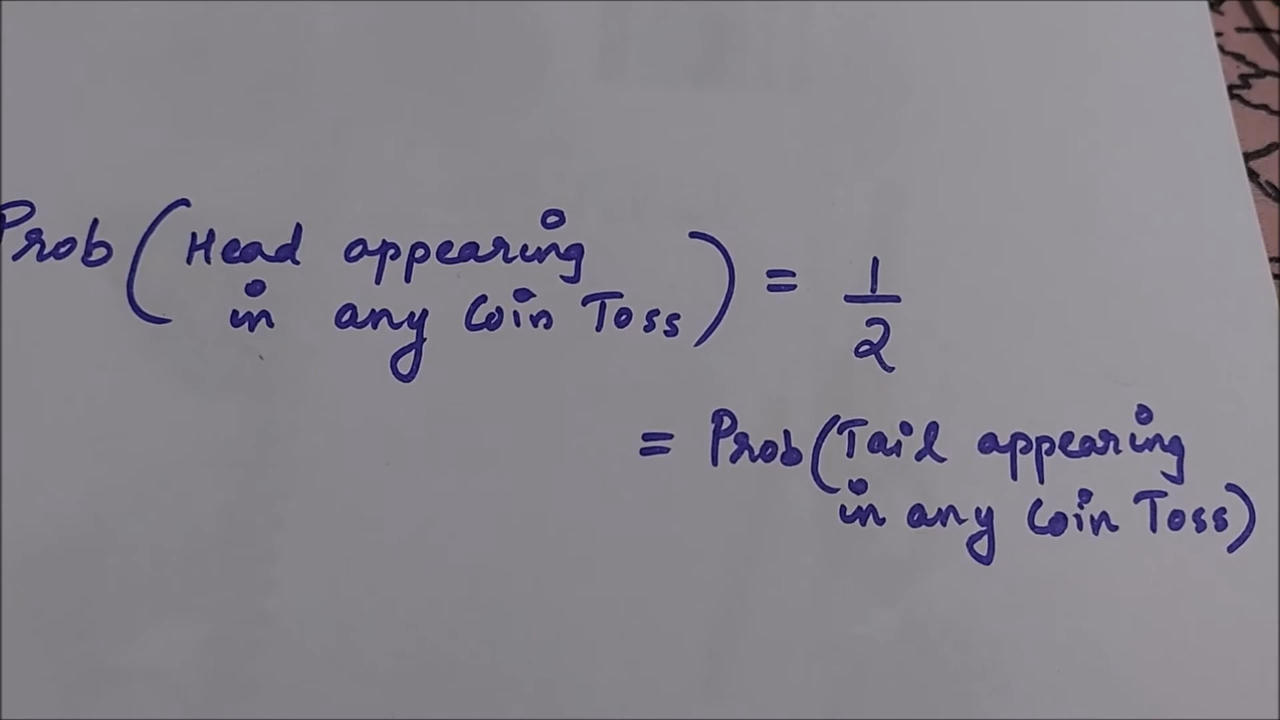 Prob ( Head appearing
in any Coin Toss ) = 1/2
= Prob ( Tail appearing
in any Coin Toss )